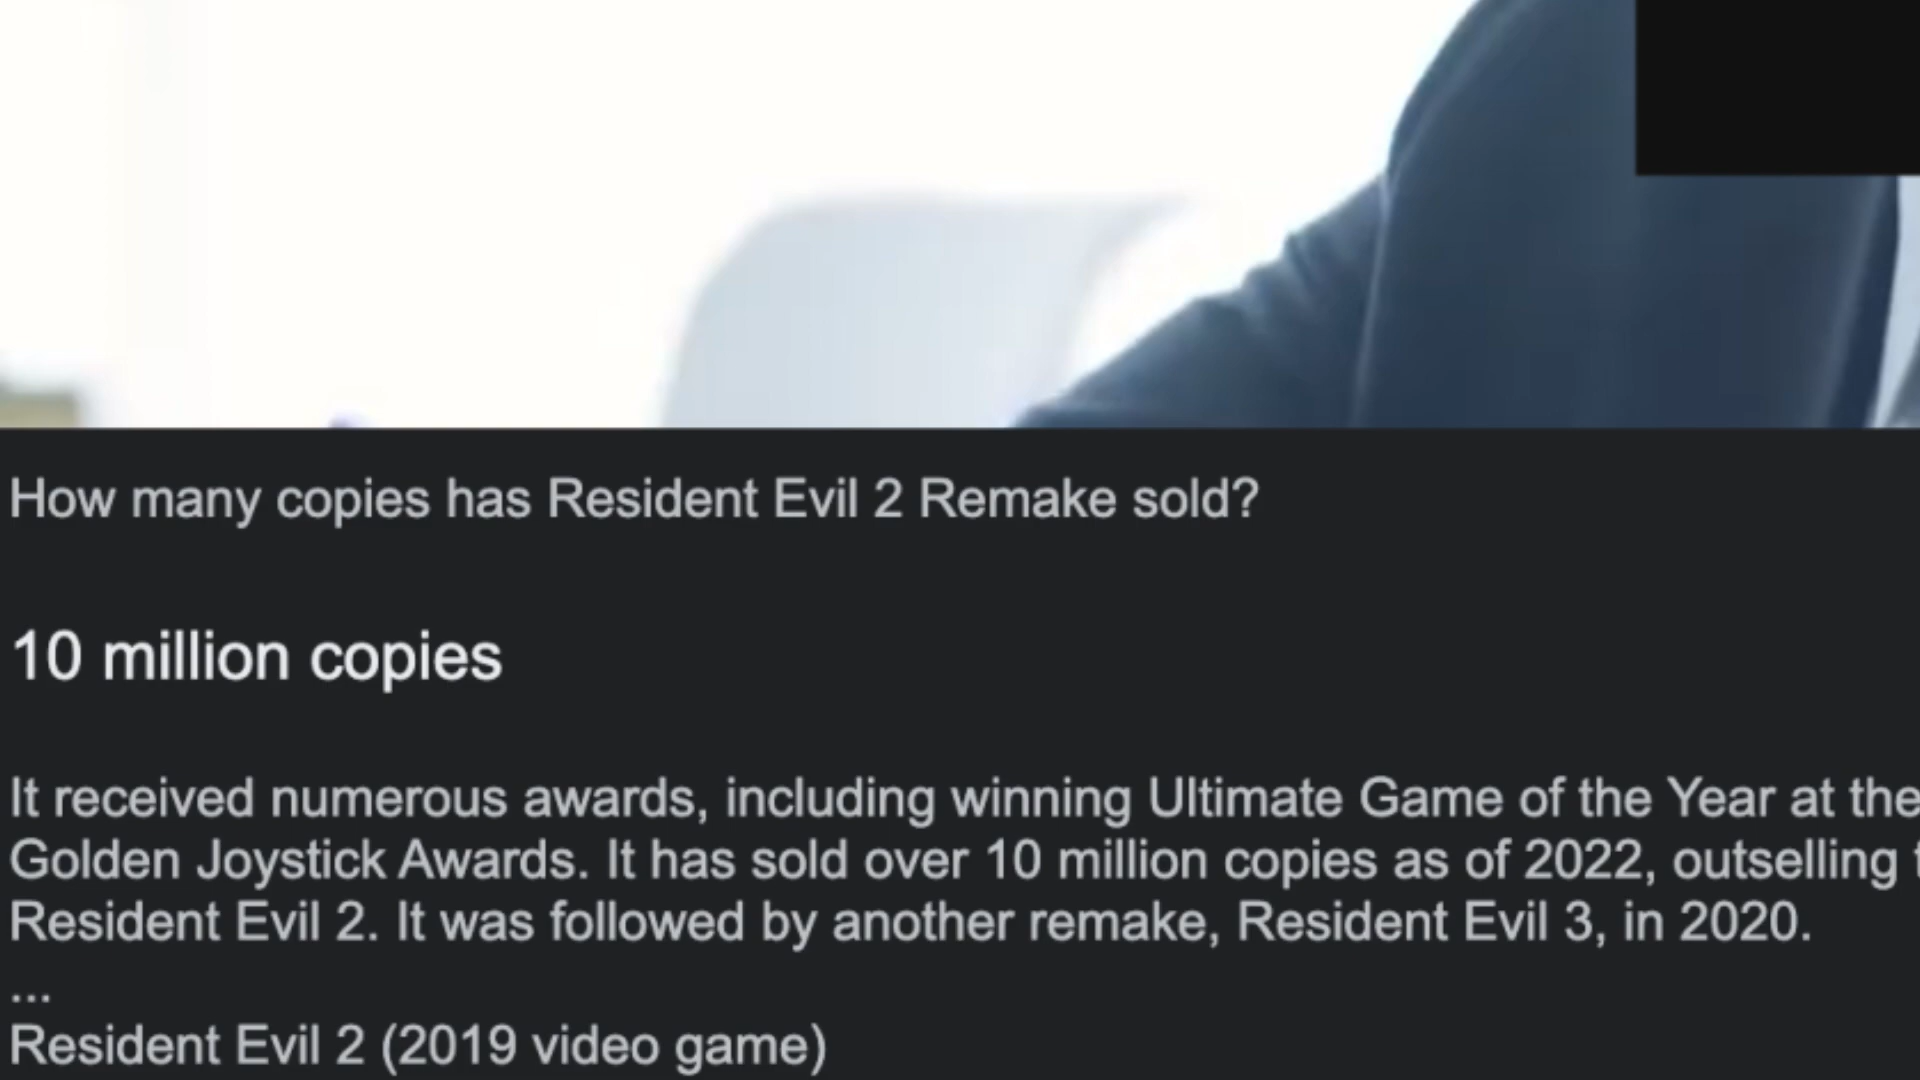 How many copies has Resident Evil 2 Remake sold?
10 million copies
It received numerous awards, including winning Ultimate Game of the Year at the
Golden Joystick Awards. It has sold over 10 million copies as of 2022, outselling
Resident Evil 2. It was followed by another remake, Resident Evil 3, in 2020.
...
Resident Evil 2 (2019 video game)